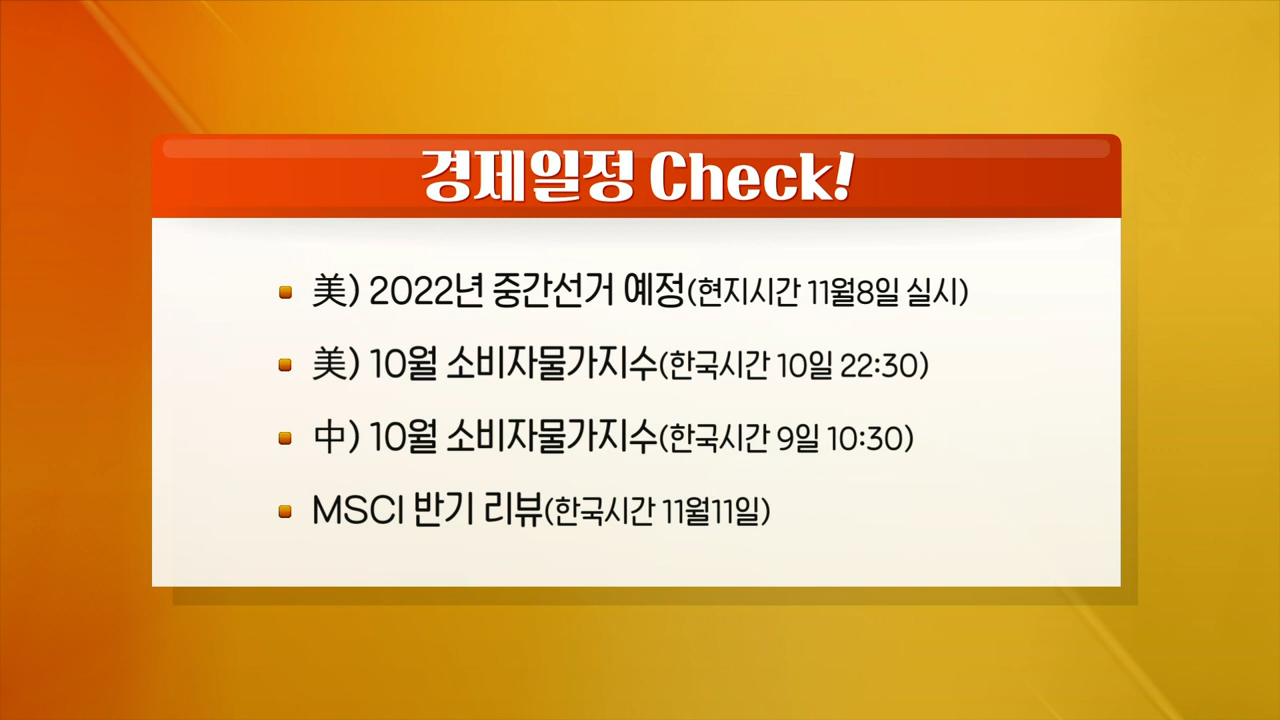 경제일정 Check!
美) 2022년 중간선거 예정(현지시간 11월8일 실시)
美) 10월 소비자물가지수(한국시간 10일 22:30)
中) 10월 소비자물가지수(한국시간 9일 10:30)
MSCI 반기 리뷰(한국시간 11월11일)